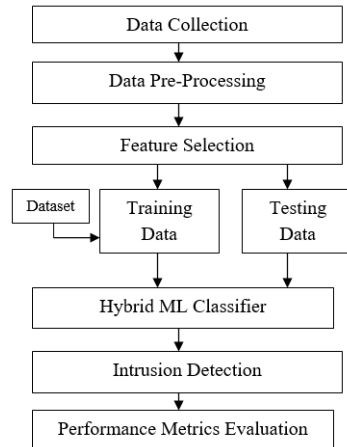 Data Collection
Data Pre-Processing
Feature Selection
Dataset
Training
Data
Testing
Data
Hybrid ML Classifier
Intrusion Detection
Performance Metrics Evaluation